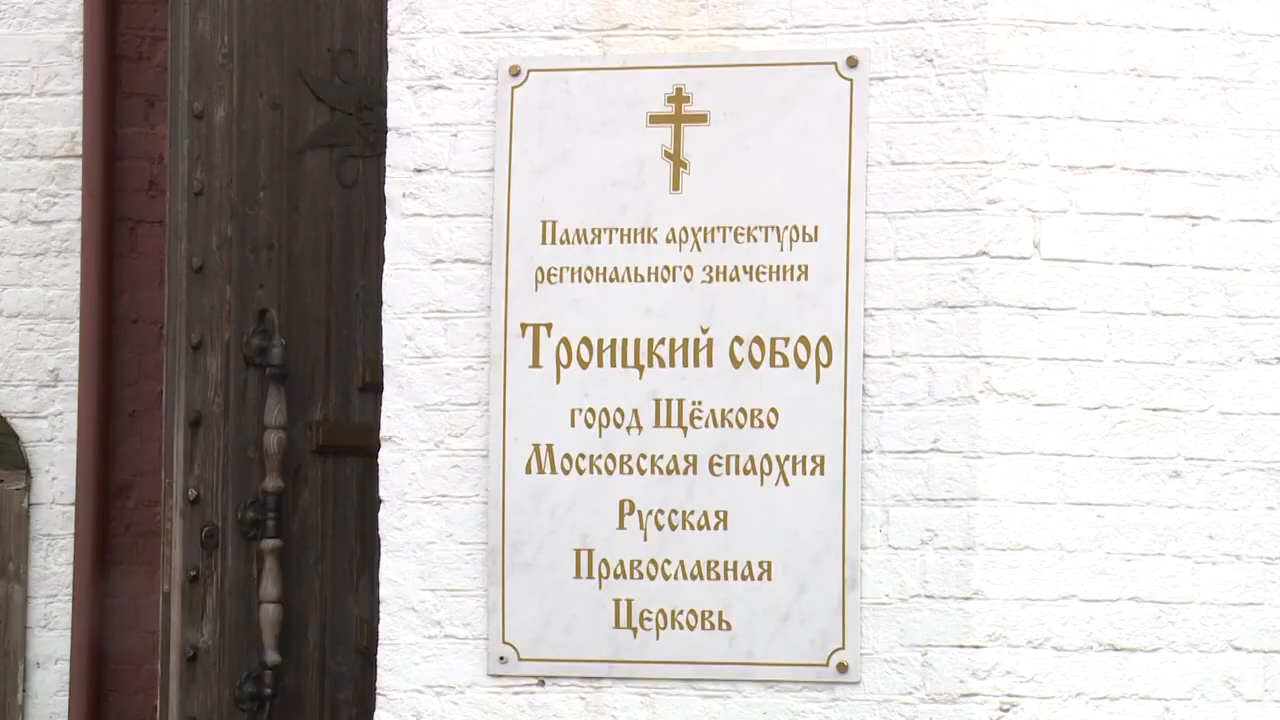 Памятник архитектуры
регионального значения
Троицкий собор
город Щёлково
Московская епархия
Русская
Православная
Церковь